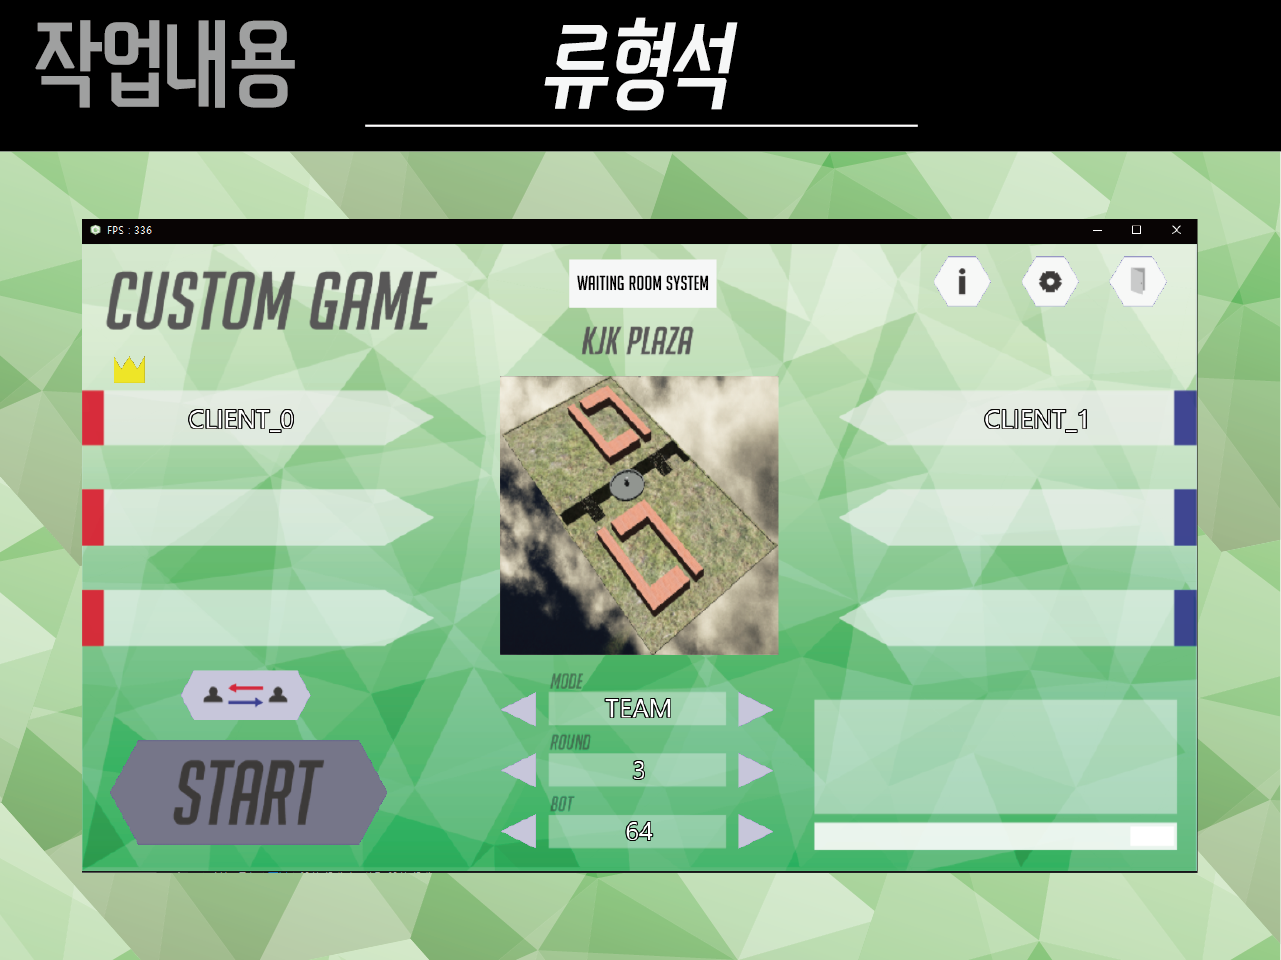 작업내용
류형석
FPS : 336
CUSTOM GAME
WAITING ROOM SYSTEM
KJK PLAZA
CLIENT_0
CLIENT_1
MODE
TEAM
ROUND
3
BOT
64
START